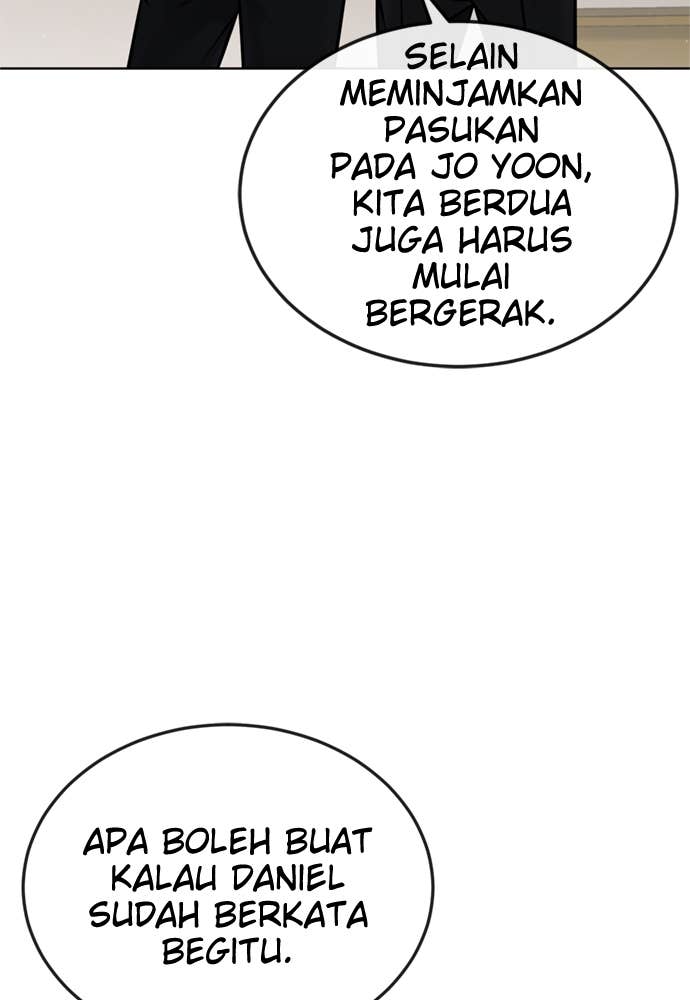 SELAIN
MEMINJAMKAN
PASUKAN
PADA JO YOON,
KITA BERDUA
JUGA HARUS
MULAI
BERGERAK.
APA BOLEH BUAT
KALAU DANIEL
SUDAH BERKATA
BEGITU.